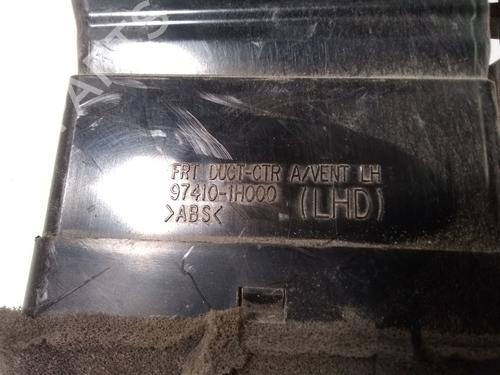 FRT DUCT-CTR A/VENT LH
97410-1H000
(LHD)
>ABS<